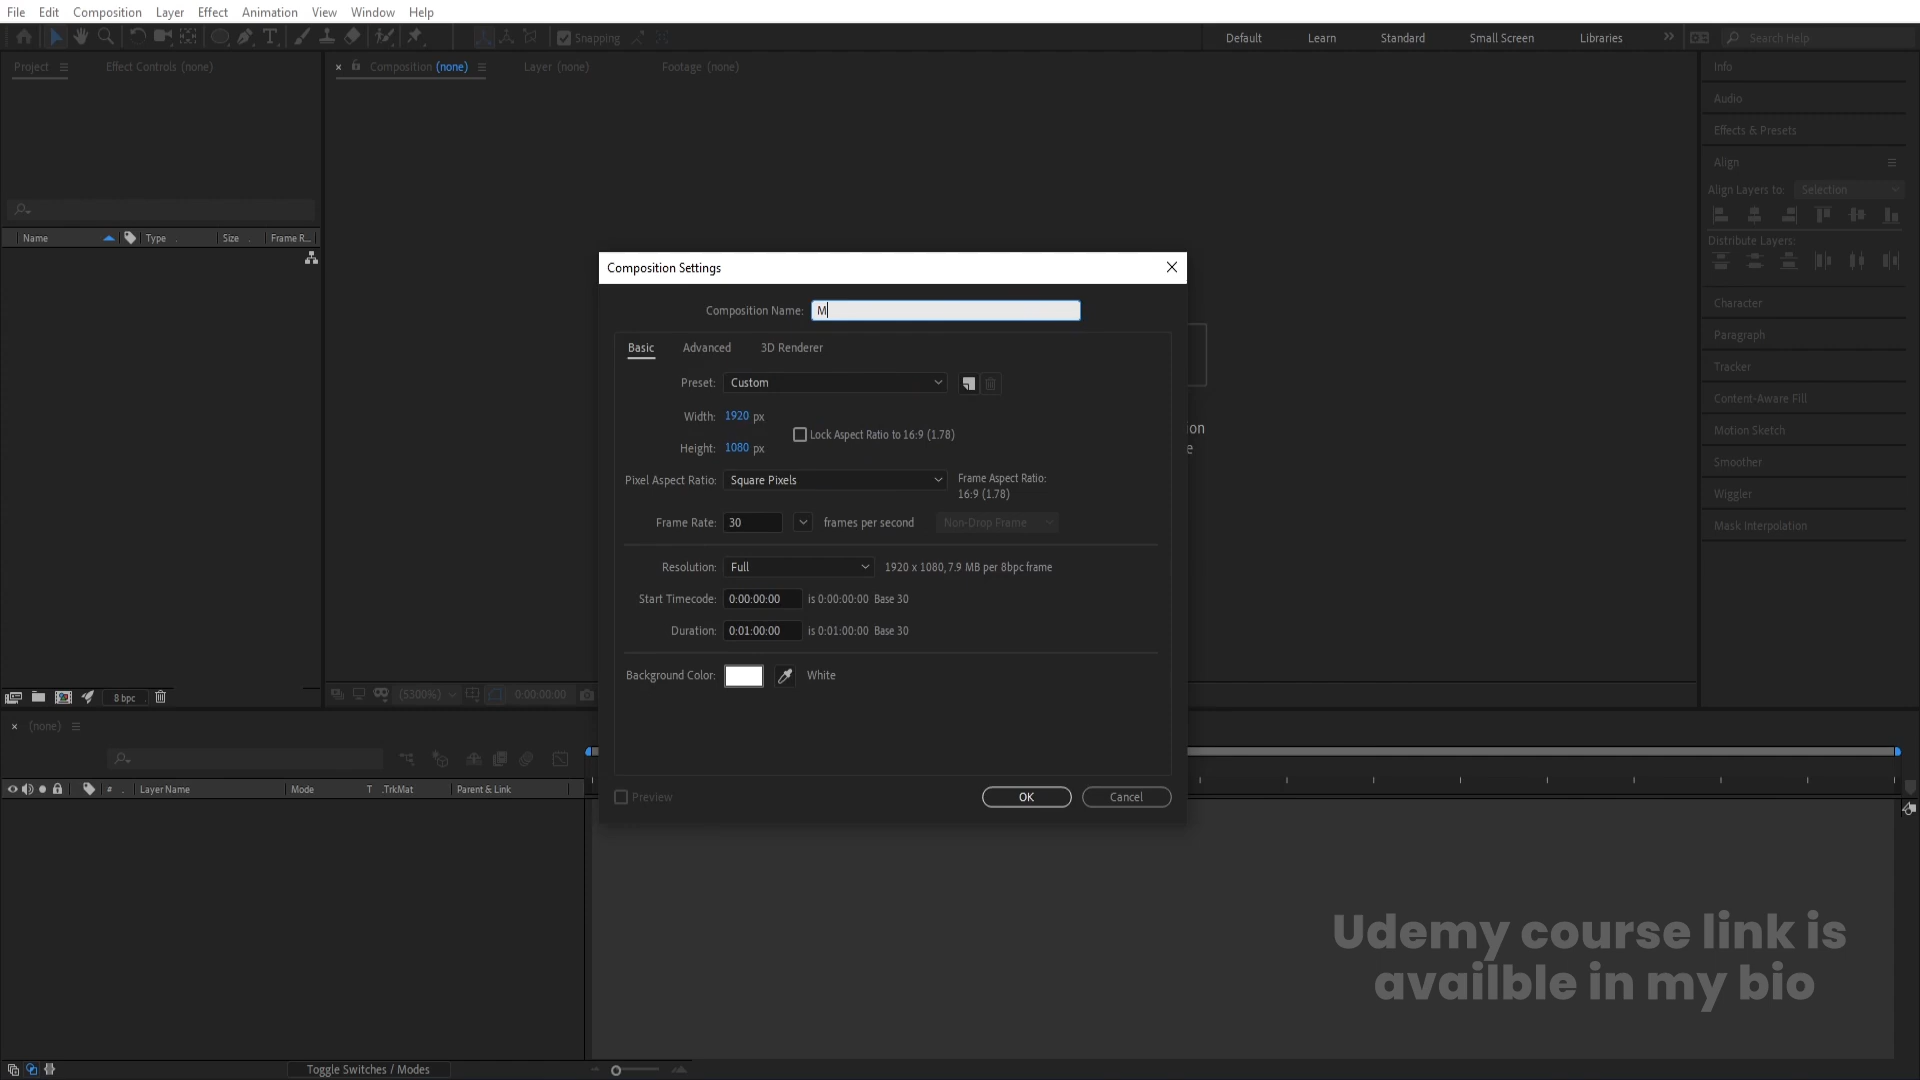 File Edit Composition Layer Effect Animation View Window Help
Snapping Default Learn Standard Small Screen Libraries Search Help
Project Effect Controls (none) Composition (none) Layer (none) Footage (none) Info
Audio
Effects & Presets
Align
Align Layers to: Selection
Name Type Size Frame R...
Distribute Layers:
Composition Settings
Character
Composition Name: M
Paragraph
Basic Advanced 3D Renderer
Tracker
Preset: Custom
Content-Aware Fill
Width: 1920 px
Motion Sketch
ion
Lock Aspect Ratio to 16:9 (1.78)
Height: 1080 px
e
Smoother
Pixel Aspect Ratio: Square Pixels Frame Aspect Ratio:
16:9 (1.78)
Wiggler
Frame Rate: 30 frames per second Non-Drop Frame
Mask Interpolation
Resolution: Full 1920 x 1080, 7.9 MB per 8bpc frame
Start Timecode: 0:00:00:00 is 0:00:00:00 Base 30
Duration: 0:01:00:00 is 0:01:00:00 Base 30
Background Color: White
8 bpc (5300%) 0:00:00:00
(none)
# Layer Name Mode T .TrkMat Parent & Link
Preview OK Cancel
Udemy course link is
availble in my bio
Toggle Switches / Modes